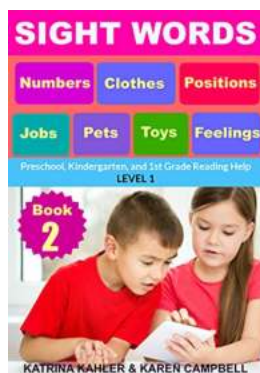 SIGHT WORDS
Numbers Clothes Positions
Jobs Pets Toys Feelings
Preschool, Kindergarten, and 1st Grade Reading Help
LEVEL 1
Book
2
KATRINA KAHLER & KAREN CAMPBELL